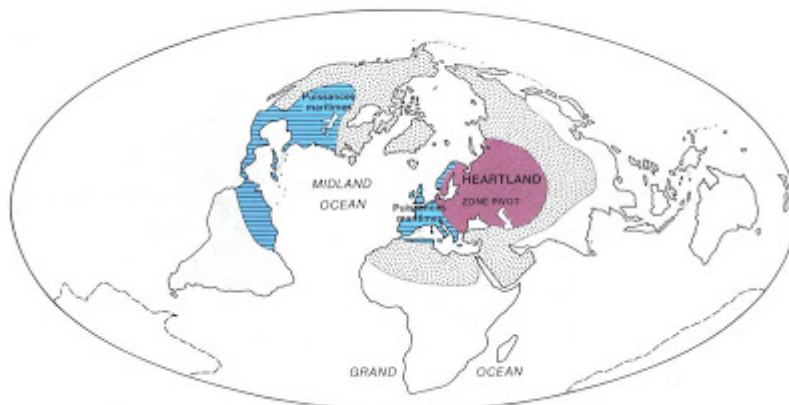 Puissances
maritimes
MIDLAND
OCEAN
HEARTLAND
ZONE PIVOT
Puissances
maritimes
GRAND OCEAN